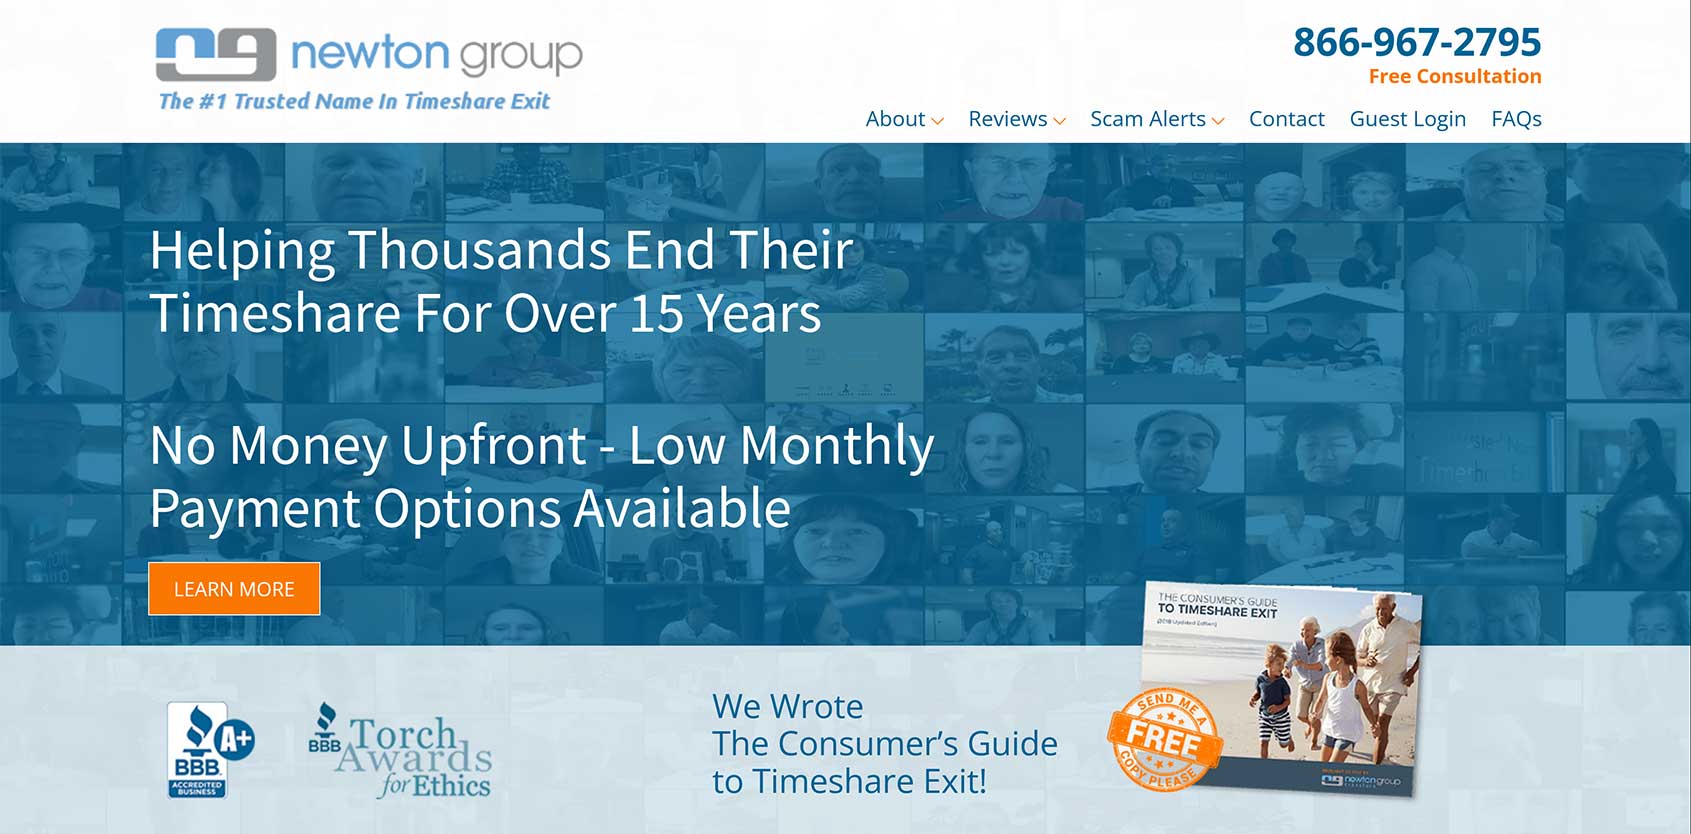 newton group
The #1 Trusted Name In Timeshare Exit
866-967-2795
Free Consultation
About
Reviews
Scam Alerts
Contact
Guest Login
FAQs
Helping Thousands End Their
Timeshare For Over 15 Years
No Money Upfront - Low Monthly
Payment Options Available
LEARN MORE
BBB
A+
ACCREDITED
BUSINESS
BBB
Torch
Awards
for Ethics
We Wrote
The Consumer's Guide
to Timeshare Exit!
THE CONSUMER'S GUIDE
TO TIMESHARE EXIT
(2018 Updated Edition)
SEND ME A
FREE
COPY PLEASE
newton group